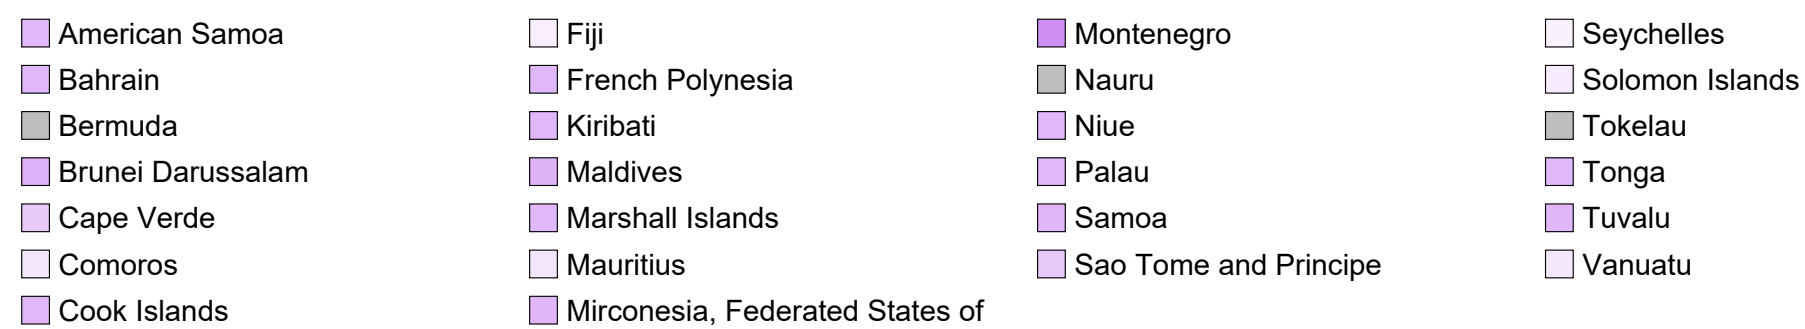 American Samoa
Bahrain
Bermuda
Brunei Darussalam
Cape Verde
Comoros
Cook Islands
Fiji
French Polynesia
Kiribati
Maldives
Marshall Islands
Mauritius
Mirconesia, Federated States of
Montenegro
Nauru
Niue
Palau
Samoa
Sao Tome and Principe
Seychelles
Solomon Islands
Tokelau
Tonga
Tuvalu
Vanuatu